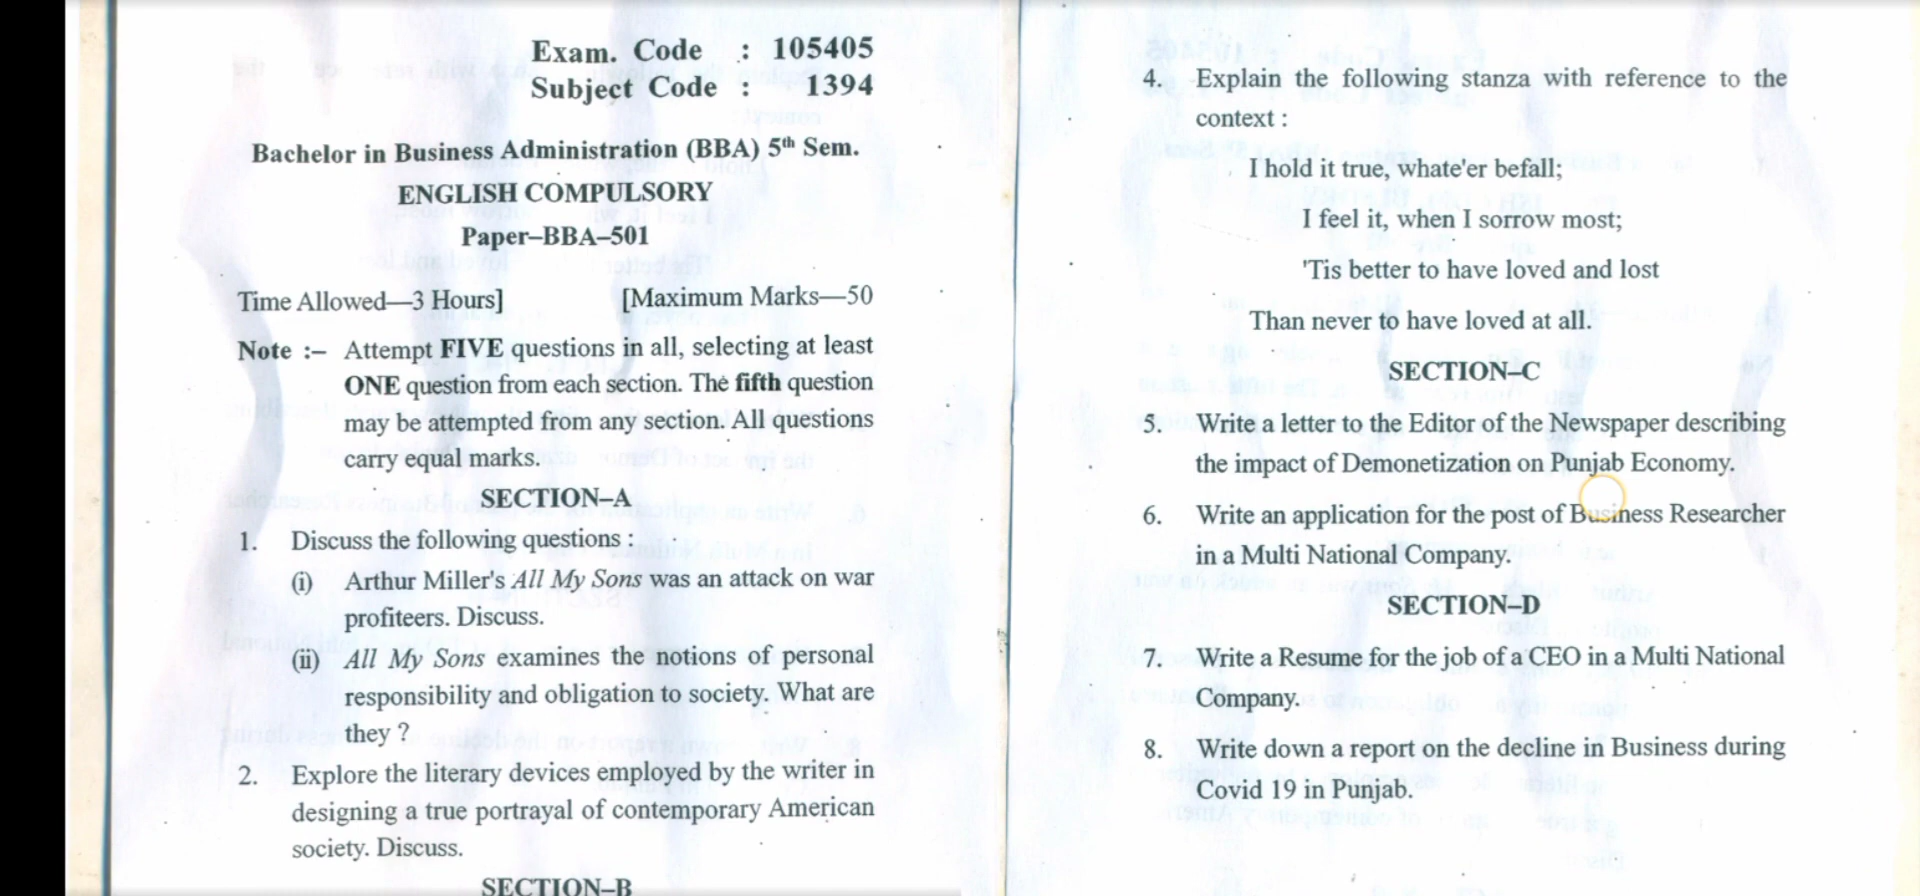 Exam. Code : 105405
Subject Code : 1394
Bachelor in Business Administration (BBA) 5th Sem.
ENGLISH COMPULSORY
Paper–BBA–501
Time Allowed—3 Hours] [Maximum Marks—50
Note :– Attempt FIVE questions in all, selecting at least
ONE question from each section. The fifth question
may be attempted from any section. All questions
carry equal marks.
SECTION–A
1. Discuss the following questions :
(i) Arthur Miller's All My Sons was an attack on war
profiteers. Discuss.
(ii) All My Sons examines the notions of personal
responsibility and obligation to society. What are
they ?
2. Explore the literary devices employed by the writer in
designing a true portrayal of contemporary American
society. Discuss.
SECTION–B
4. Explain the following stanza with reference to the
context :
I hold it true, whate'er befall;
I feel it, when I sorrow most;
'Tis better to have loved and lost
Than never to have loved at all.
SECTION–C
5. Write a letter to the Editor of the Newspaper describing
the impact of Demonetization on Punjab Economy.
6. Write an application for the post of Business Researcher
in a Multi National Company.
SECTION–D
7. Write a Resume for the job of a CEO in a Multi National
Company.
8. Write down a report on the decline in Business during
Covid 19 in Punjab.